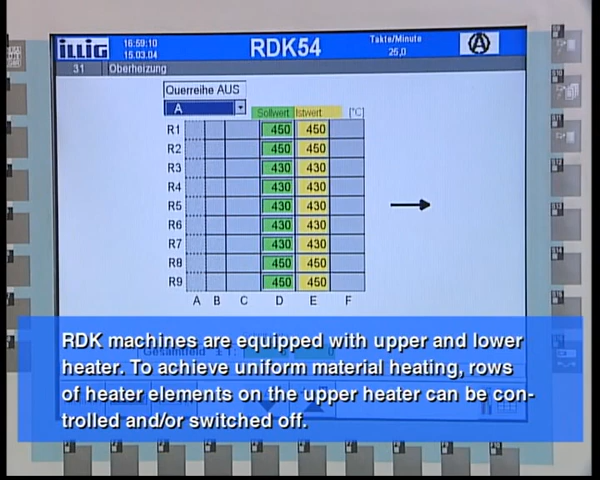 iLLiG
16:59:10
15.03.04
RDK54
Takte/Minute
25,0
31 Oberheizung
Querreihe AUS
A
Sollwert Istwert [°C]
R1 450 450
R2 450 450
R3 430 430
R4 430 430
R5 430 430
R6 430 430
R7 430 430
R8 450 450
R9 450 450
A B C D E F
RDK machines are equipped with upper and lower
heater. To achieve uniform material heating, rows
of heater elements on the upper heater can be con-
trolled and/or switched off.